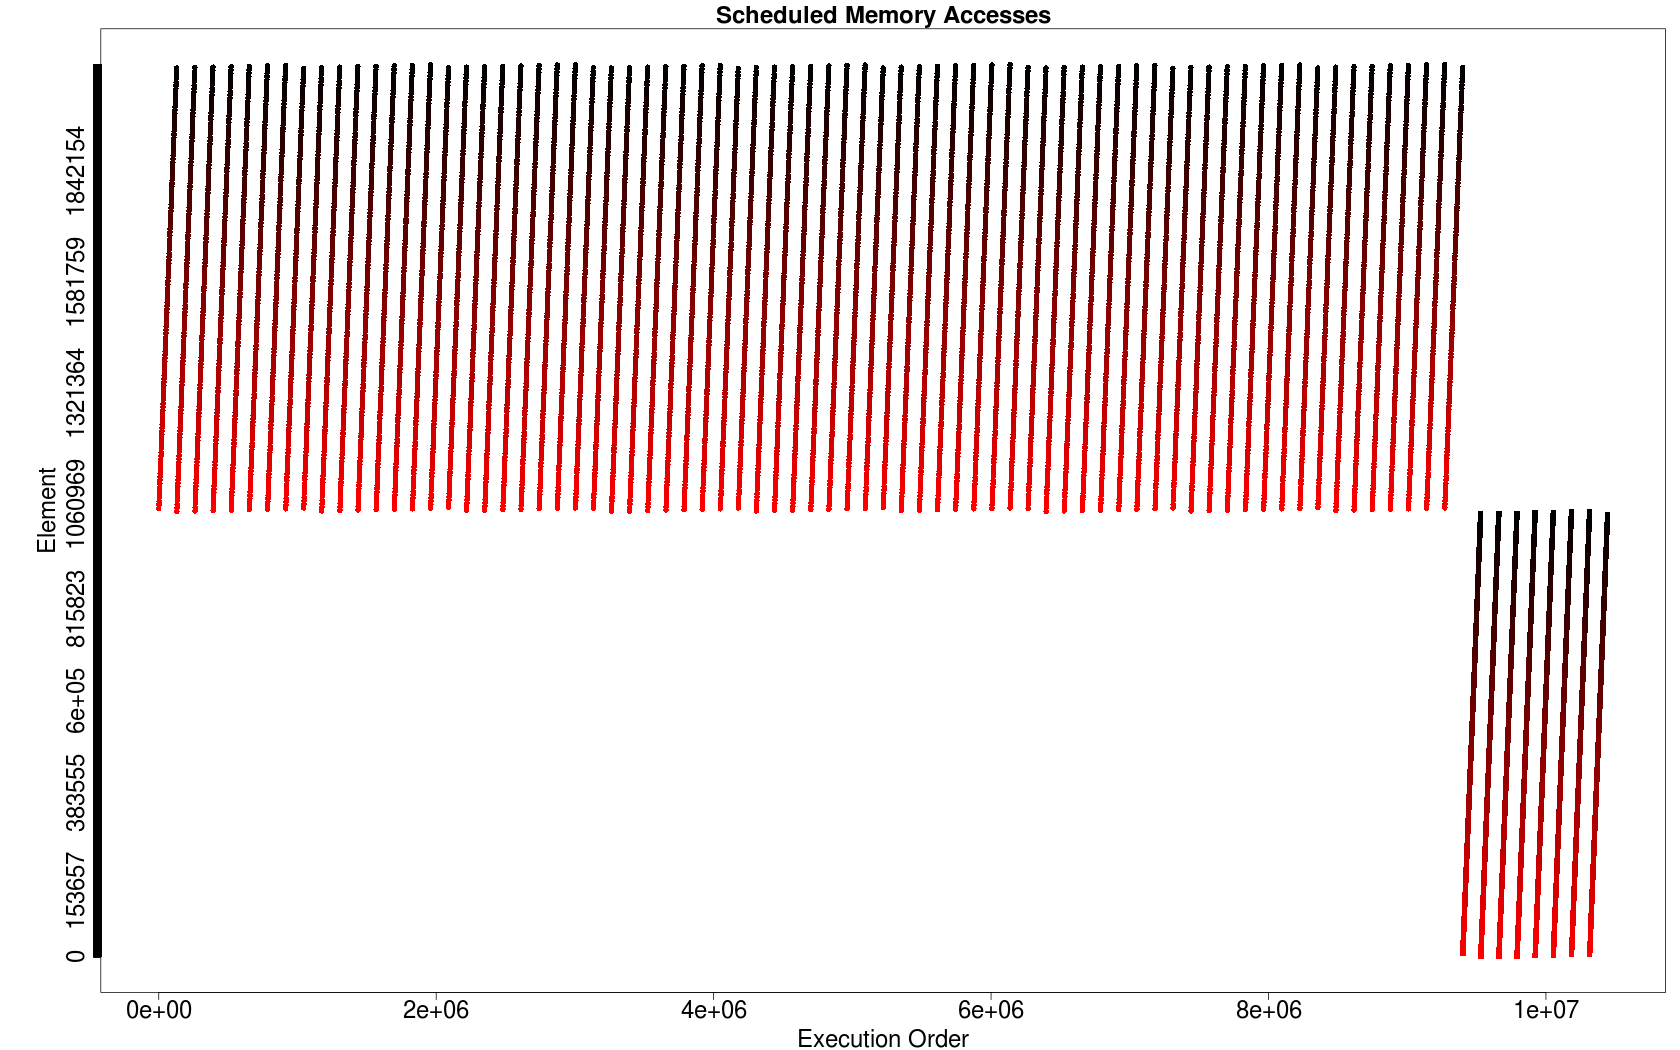 Scheduled Memory Accesses
Element
1842154
1581759
1321364
1060969
815823
6e+05
383555
153657
0
0e+00 2e+06 4e+06 6e+06 8e+06 1e+07
Execution Order